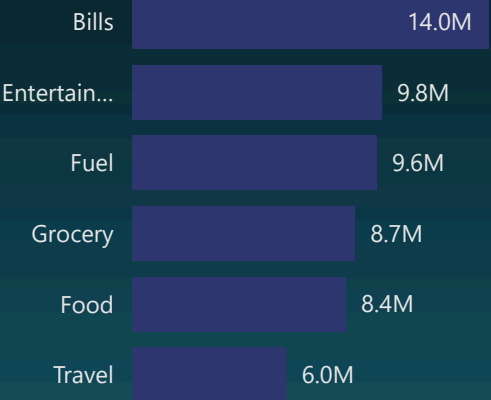 Bills 14.0M
Entertain... 9.8M
Fuel 9.6M
Grocery 8.7M
Food 8.4M
Travel 6.0M